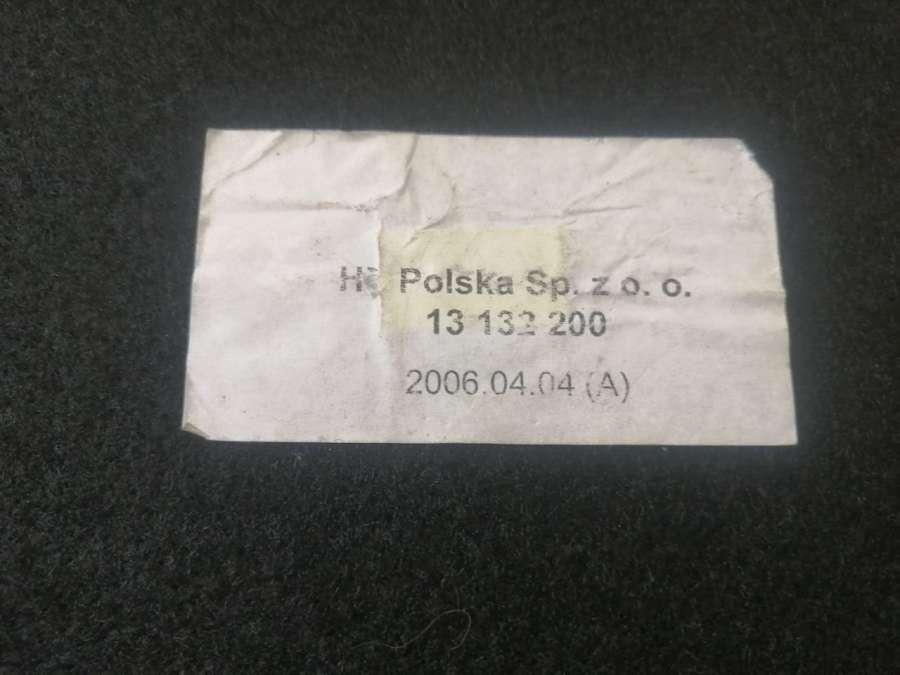 Polska Sp. z o. o.
13 132 200
2006.04.04 (A)